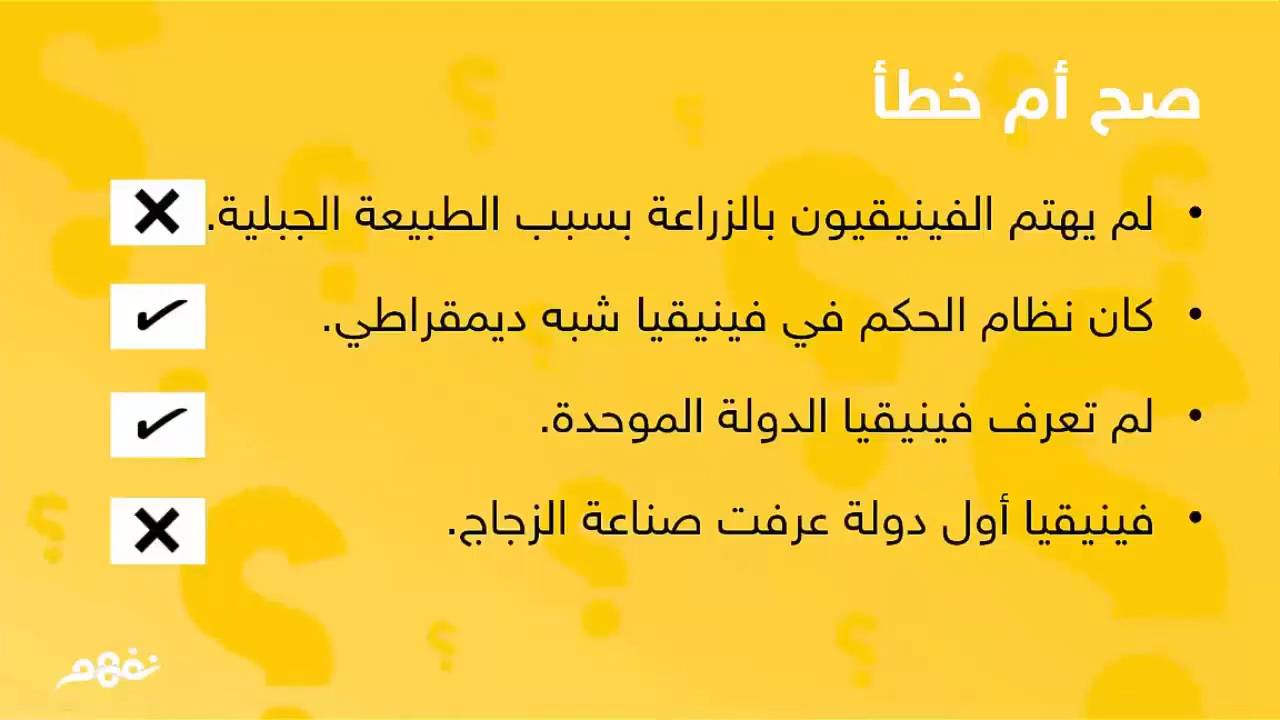 صح أم خطأ
• لم يهتم الفينيقيون بالزراعة بسبب الطبيعة الجبلية. ✕
• كان نظام الحكم في فينيقيا شبه ديمقراطي. ✓
• لم تعرف فينيقيا الدولة الموحدة. ✓
• فينيقيا أول دولة عرفت صناعة الزجاج. ✕
نفهم